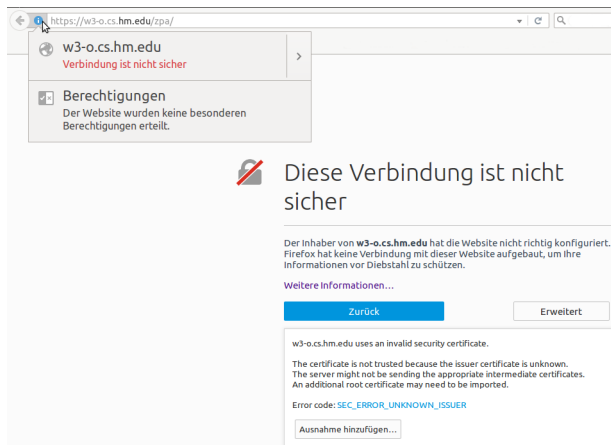 https://w3-o.cs.hm.edu/zpa/
w3-o.cs.hm.edu
Verbindung ist nicht sicher
Berechtigungen
Der Website wurden keine besonderen
Berechtigungen erteilt.
Diese Verbindung ist nicht
sicher
Der Inhaber von w3-o.cs.hm.edu hat die Website nicht richtig konfiguriert.
Firefox hat keine Verbindung mit dieser Website aufgebaut, um Ihre
Informationen vor Diebstahl zu schützen.
Weitere Informationen…
Zurück
Erweitert
w3-o.cs.hm.edu uses an invalid security certificate.
The certificate is not trusted because the issuer certificate is unknown.
The server might not be sending the appropriate intermediate certificates.
An additional root certificate may need to be imported.
Error code: SEC_ERROR_UNKNOWN_ISSUER
Ausnahme hinzufügen…